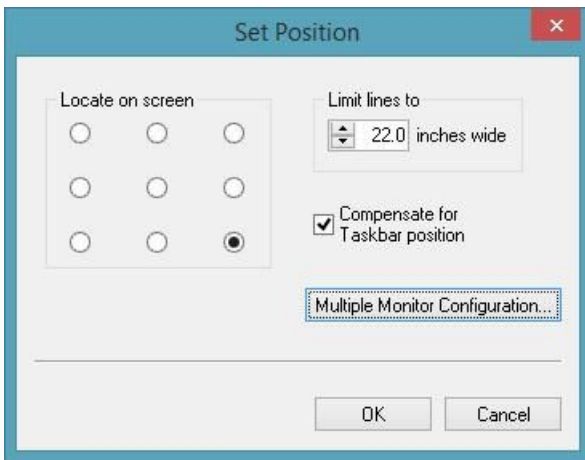 Set Position
Locate on screen
Limit lines to
22.0 inches wide
Compensate for
Taskbar position
Multiple Monitor Configuration...
OK
Cancel